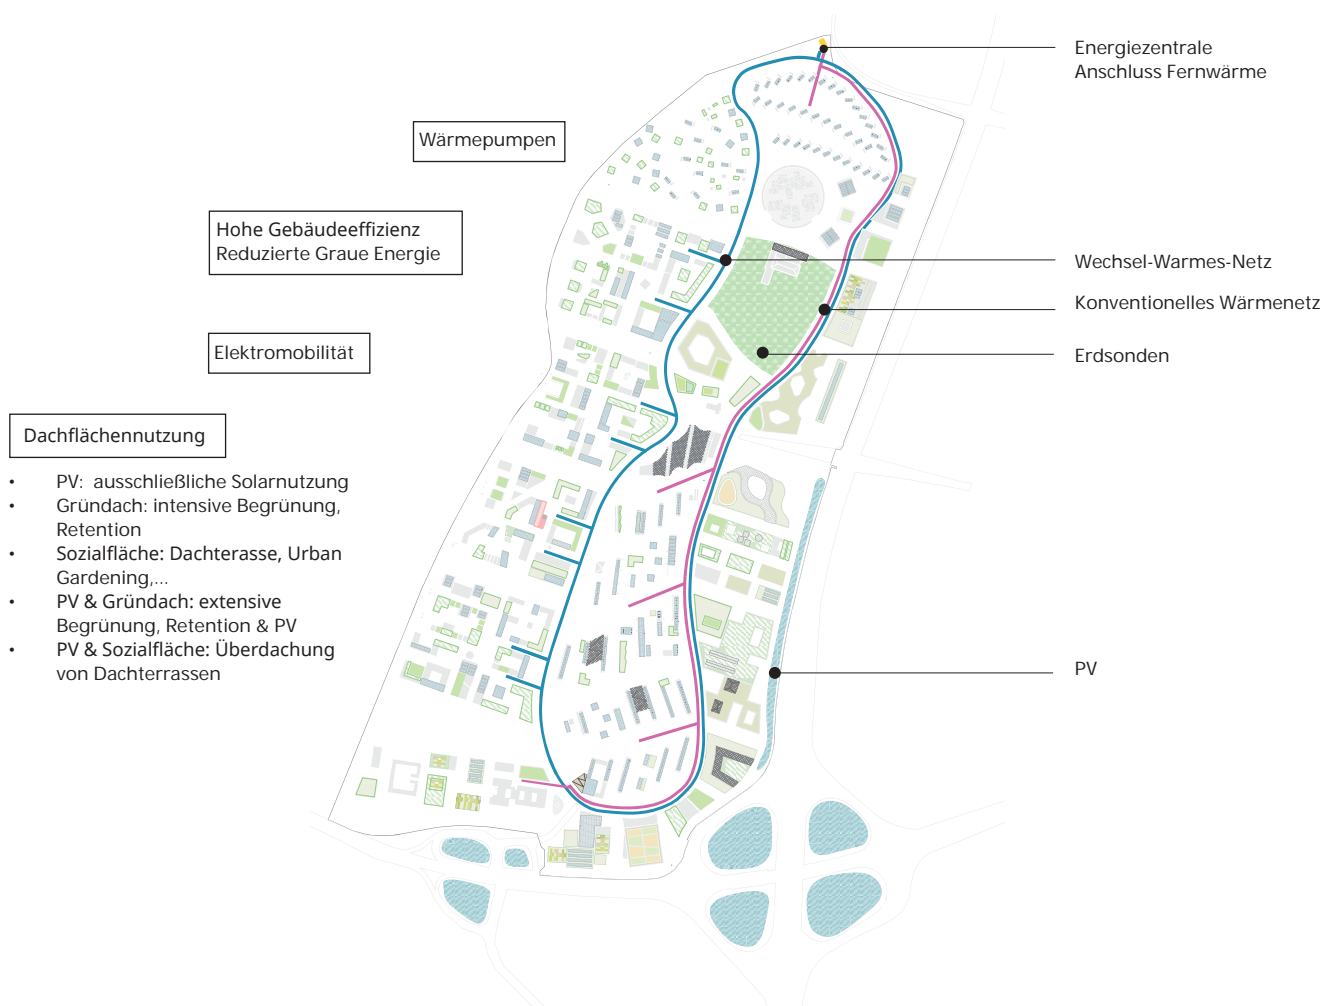 Energiezentrale
Anschluss Fernwärme
Wärmepumpen
Hohe Gebäudeeffizienz
Reduzierte Graue Energie
Wechsel-Warmes-Netz
Konventionelles Wärmenetz
Elektromobilität
Erdsonden
Dachflächennutzung
• PV: ausschließliche Solarnutzung
• Gründach: intensive Begrünung,
Retention
• Sozialfläche: Dachterasse, Urban
Gardening,...
• PV & Gründach: extensive
Begrünung, Retention & PV
• PV & Sozialfläche: Überdachung
von Dachterrassen
PV